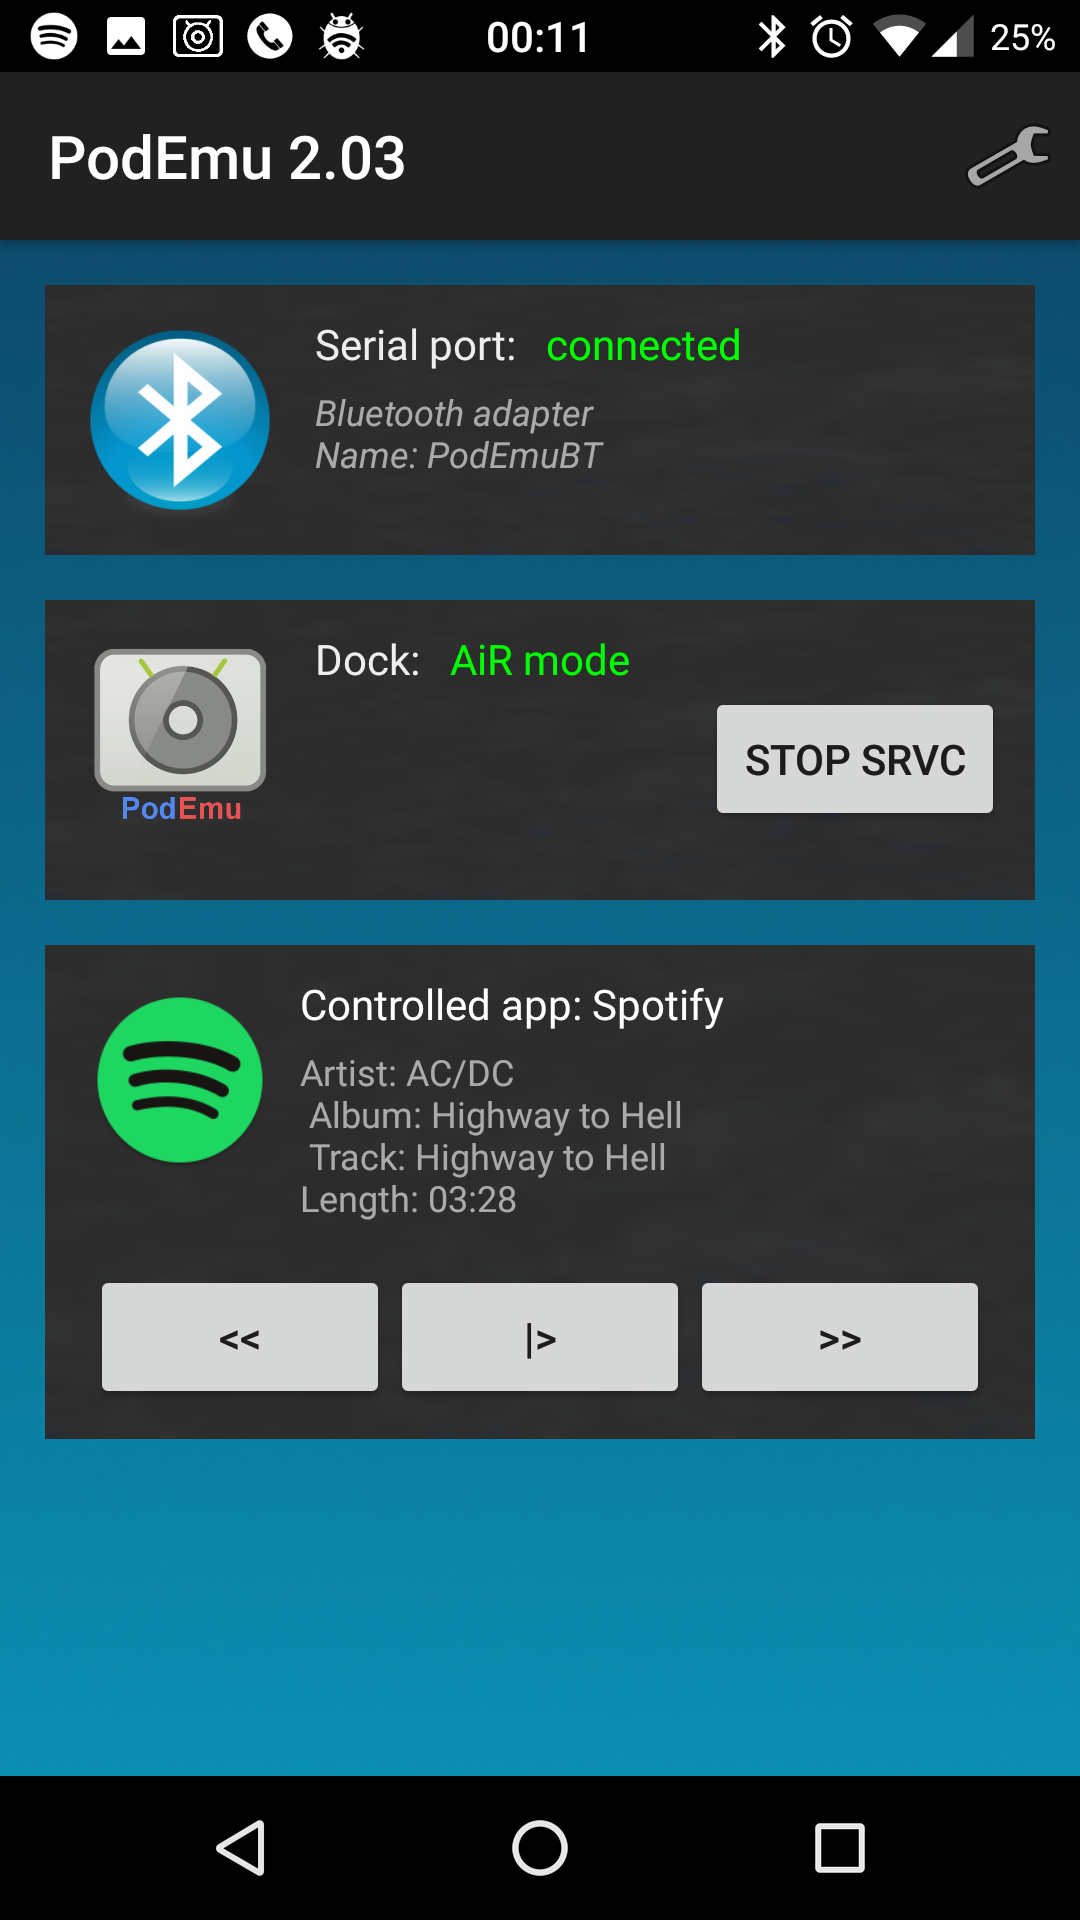 00:11
25%
PodEmu 2.03
Serial port: connected
Bluetooth adapter
Name: PodEmuBT
Dock: AiR mode
STOP SRVC
PodEmu
Controlled app: Spotify
Artist: AC/DC
Album: Highway to Hell
Track: Highway to Hell
Length: 03:28
<<
|>
>>